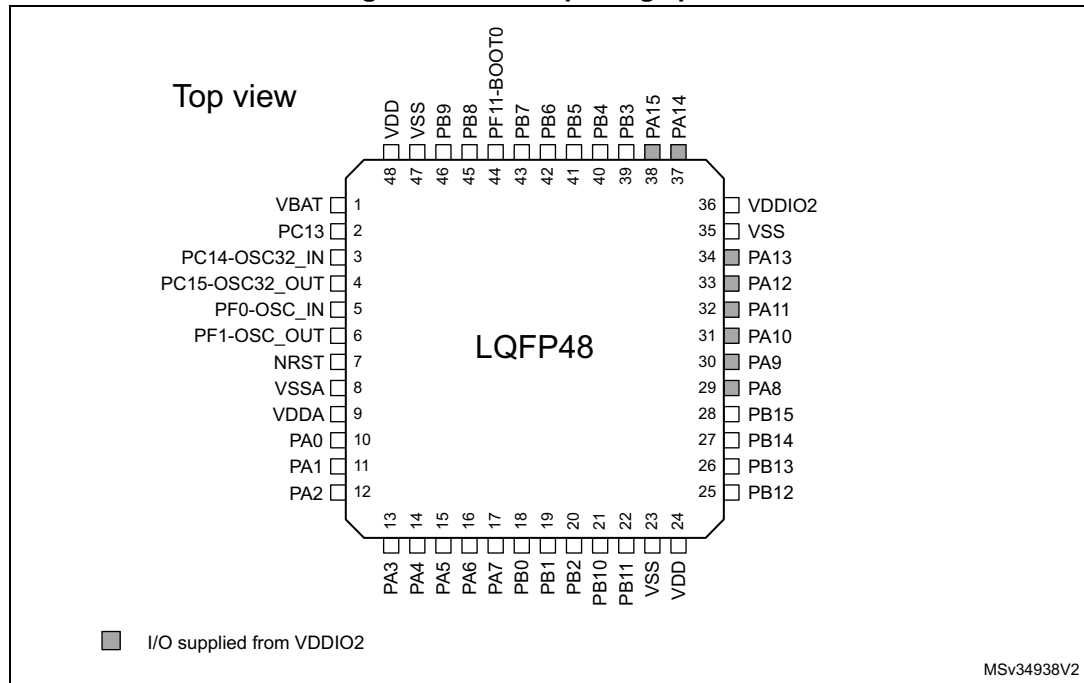 Top view
VDD
VSS
PB9
PB8
PF11-BOOT0
PB7
PB6
PB5
PB4
PB3
PA15
PA14
48
47
46
45
44
43
42
41
40
39
38
37
VBAT 1
PC13 2
PC14-OSC32_IN 3
PC15-OSC32_OUT 4
PF0-OSC_IN 5
PF1-OSC_OUT 6
NRST 7
VSSA 8
VDDA 9
PA0 10
PA1 11
PA2 12
LQFP48
36 VDDIO2
35 VSS
34 PA13
33 PA12
32 PA11
31 PA10
30 PA9
29 PA8
28 PB15
27 PB14
26 PB13
25 PB12
13
14
15
16
17
18
19
20
21
22
23
24
PA3
PA4
PA5
PA6
PA7
PB0
PB1
PB2
PB10
PB11
VSS
VDD
I/O supplied from VDDIO2
MSv34938V2